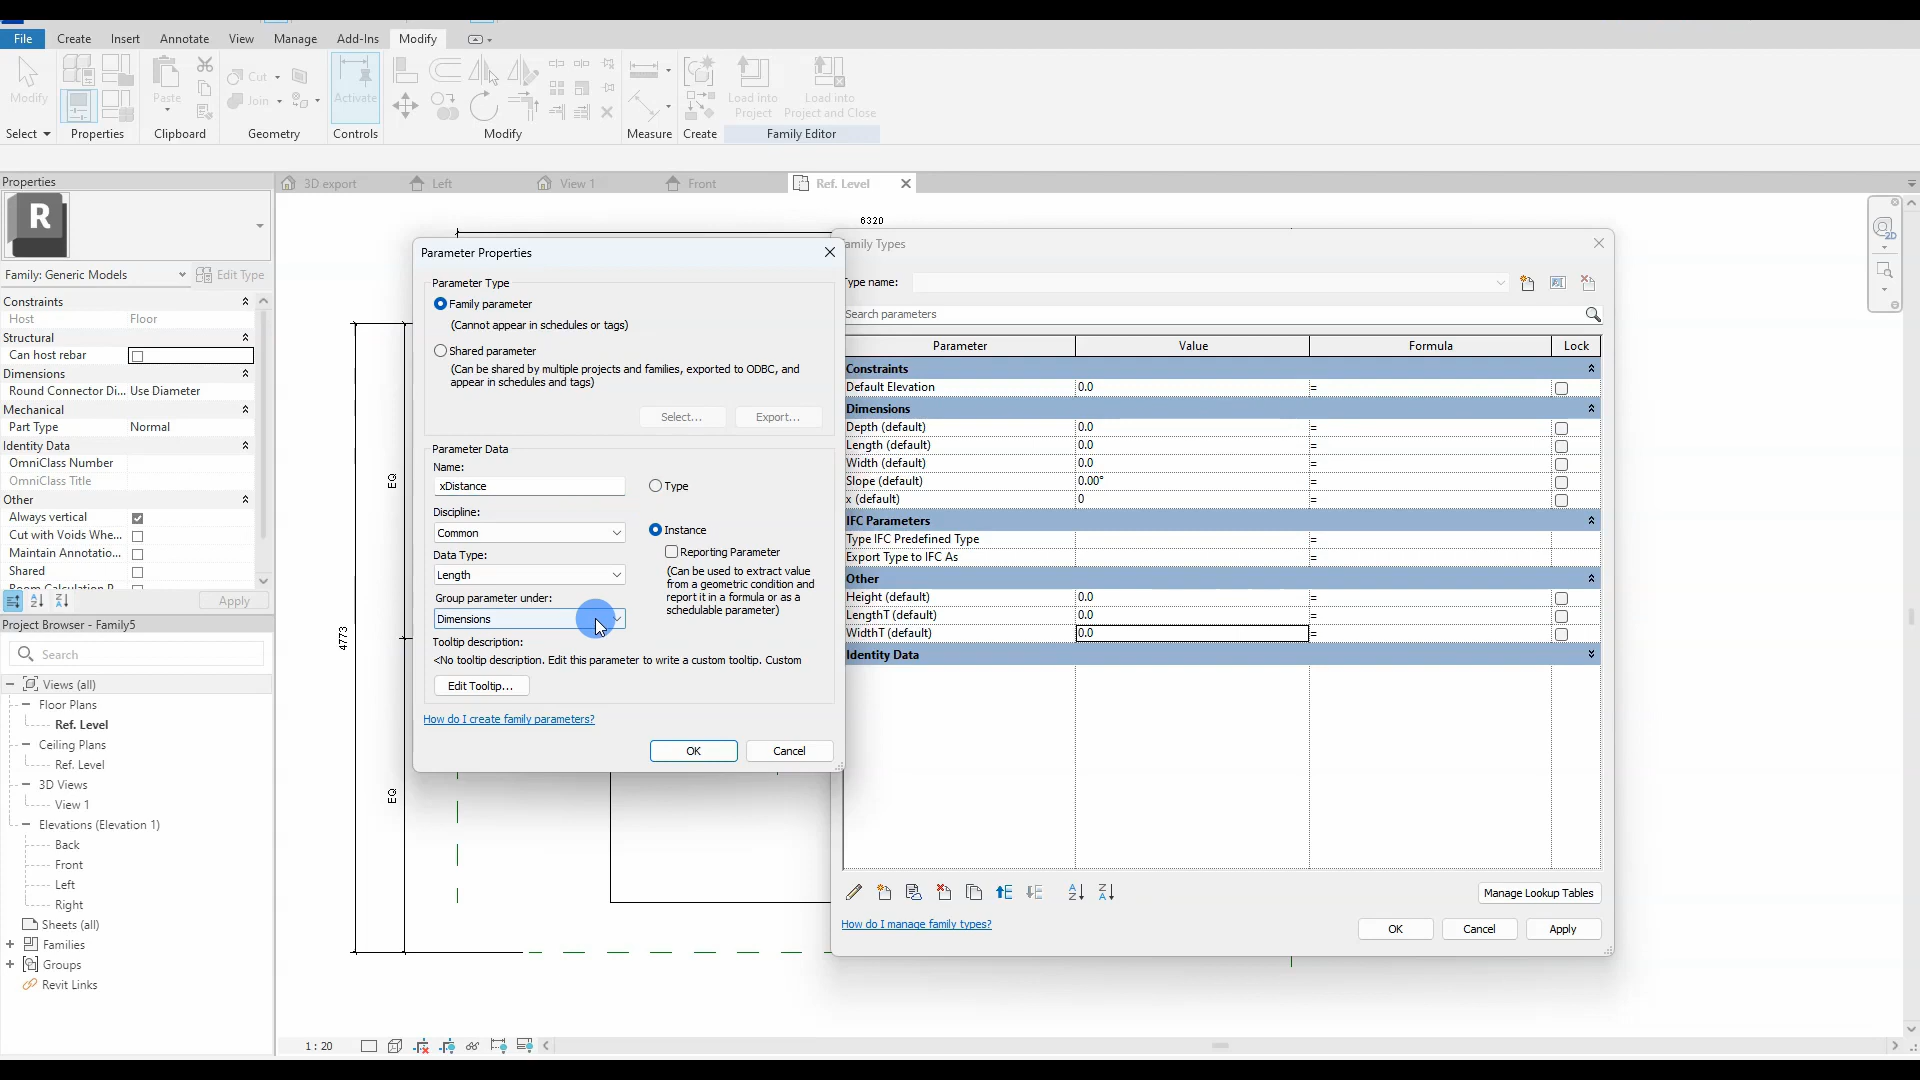 File Create Insert Annotate View Manage Add-Ins Modify
Modify
Paste
Cut
Join
Activate
Load into
Project
Load into
Project and Close
Select Properties Clipboard Geometry Controls Modify Measure Create Family Editor
Properties
R
Family: Generic Models
Edit Type
Constraints
Host Floor
Structural
Can host rebar
Dimensions
Round Connector Di... Use Diameter
Mechanical
Part Type Normal
Identity Data
OmniClass Number
OmniClass Title
Other
Always vertical
Cut with Voids Whe...
Maintain Annotatio...
Shared
Apply
Project Browser - Family5
Search
Views (all)
Floor Plans
Ref. Level
Ceiling Plans
Ref. Level
3D Views
View 1
Elevations (Elevation 1)
Back
Front
Left
Right
Sheets (all)
Families
Groups
Revit Links
3D export
Left
View 1
Front
Ref. Level
6320
EQ
4773
EQ
2D
Parameter Properties
Parameter Type
Family parameter
(Cannot appear in schedules or tags)
Shared parameter
(Can be shared by multiple projects and families, exported to ODBC, and
appear in schedules and tags)
Select... Export...
Parameter Data
Name:
xDistance
Type
Discipline:
Common
Instance
Data Type:
Length
Reporting Parameter
(Can be used to extract value
from a geometric condition and
report it in a formula or as a
schedulable parameter)
Group parameter under:
Dimensions
Tooltip description:
<No tooltip description. Edit this parameter to write a custom tooltip. Custom
Edit Tooltip...
How do I create family parameters?
OK Cancel
amily Types
ype name:
Search parameters
Parameter Value Formula Lock
Constraints
Default Elevation 0.0 =
Dimensions
Depth (default) 0.0 =
Length (default) 0.0 =
Width (default) 0.0 =
Slope (default) 0.00° =
x (default) 0 =
IFC Parameters
Type IFC Predefined Type =
Export Type to IFC As =
Other
Height (default) 0.0 =
LengthT (default) 0.0 =
WidthT (default) 0.0 =
Identity Data
Manage Lookup Tables
How do I manage family types?
OK Cancel Apply
1 : 20